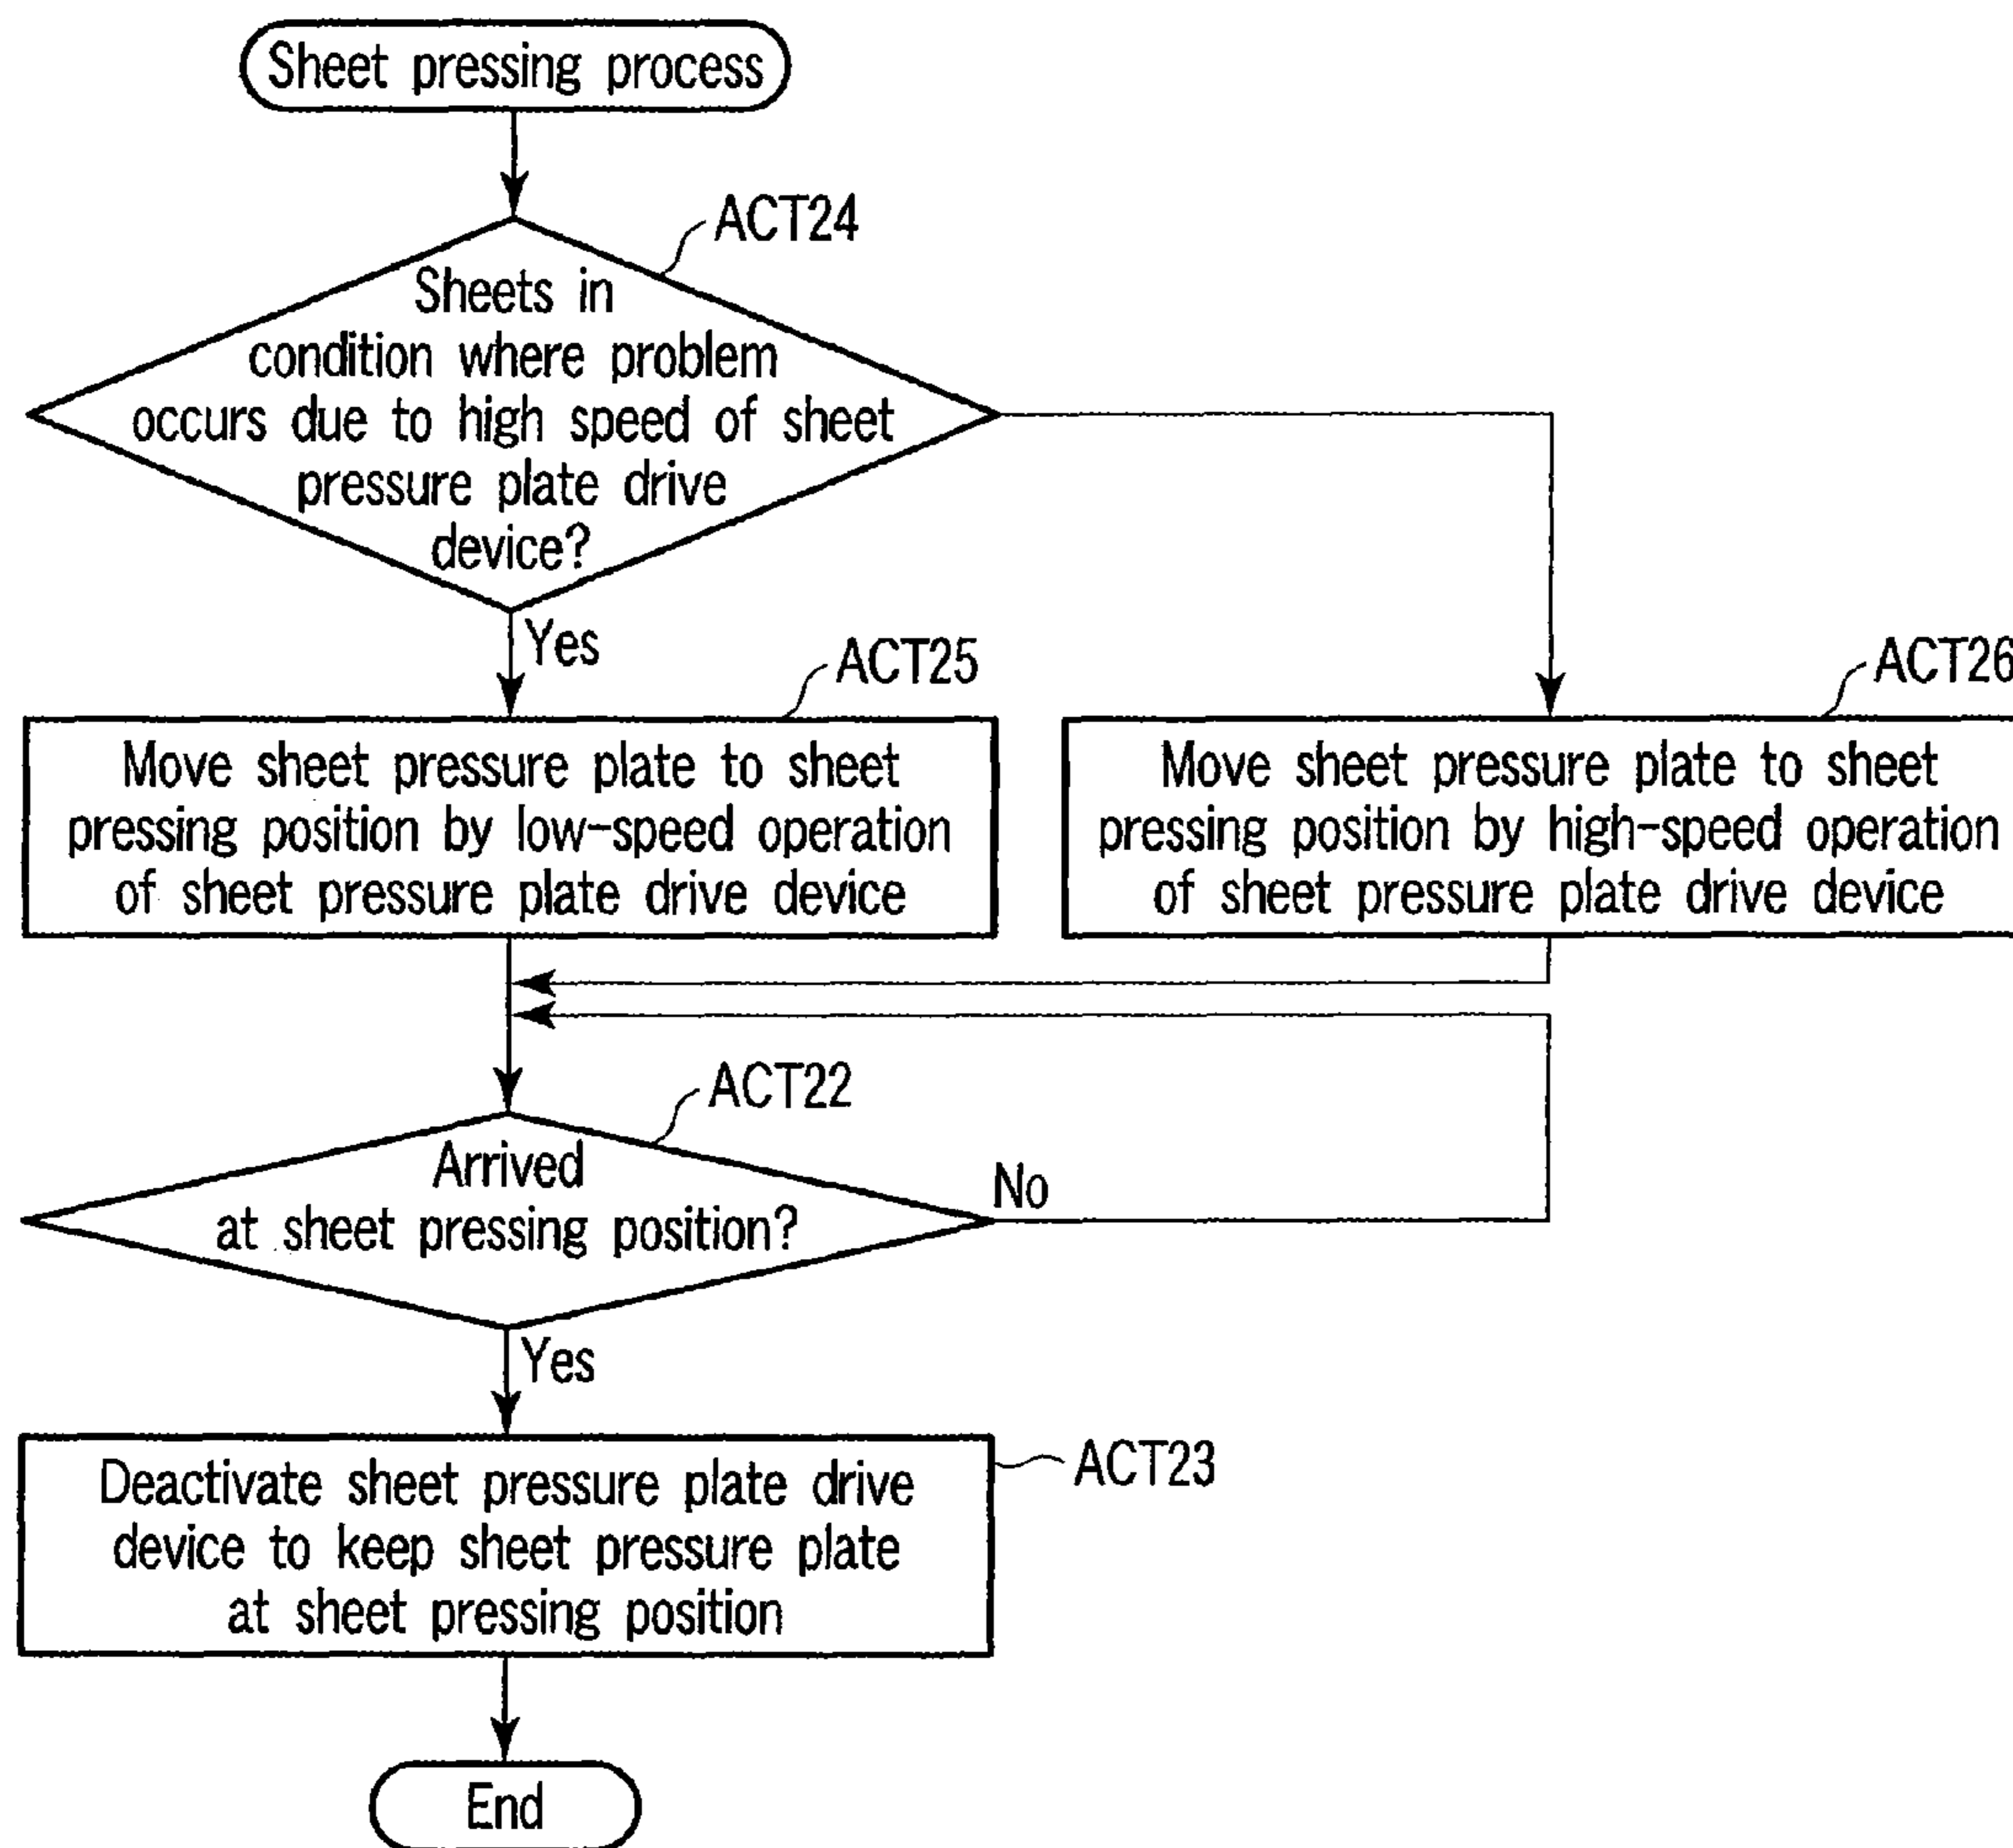 Sheet pressing process
ACT24
Sheets in
condition where problem
occurs due to high speed of sheet
pressure plate drive
device?
Yes
ACT25
Move sheet pressure plate to sheet
pressing position by low-speed operation
of sheet pressure plate drive device
ACT26
Move sheet pressure plate to sheet
pressing position by high-speed operation
of sheet pressure plate drive device
ACT22
Arrived
at sheet pressing position?
No
Yes
ACT23
Deactivate sheet pressure plate drive
device to keep sheet pressure plate
at sheet pressing position
End